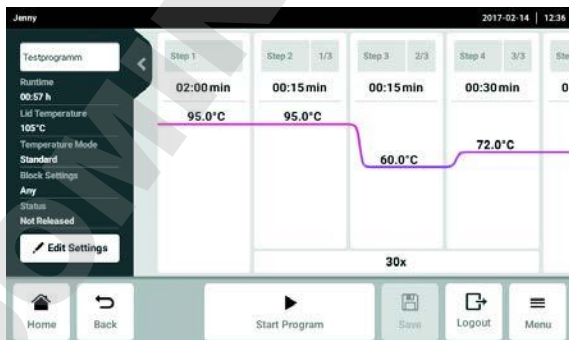 Jenny
2017-02-14 | 12:36
Testprogramm
Runtime
00:57 h
Lid Temperature
105°C
Temperature Mode
Standard
Block Settings
Any
Status
Not Released
Edit Settings
Step 1
Step 2 1/3
Step 3 2/3
Step 4 3/3
02:00 min
00:15 min
00:15 min
00:30 min
95.0°C
95.0°C
60.0°C
72.0°C
30x
Home
Back
Start Program
Save
Logout
Menu